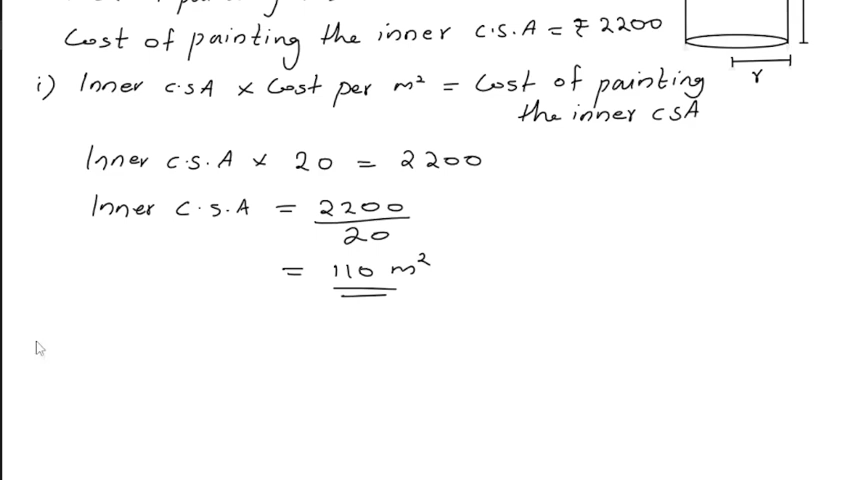 Cost of painting the inner C.S.A = ₹ 2200
i) Inner C.S.A × Cost per m² = Cost of painting
the inner CSA
Inner C.S.A × 20 = 2200
Inner C.S.A = 2200
20
= 110 m²
r